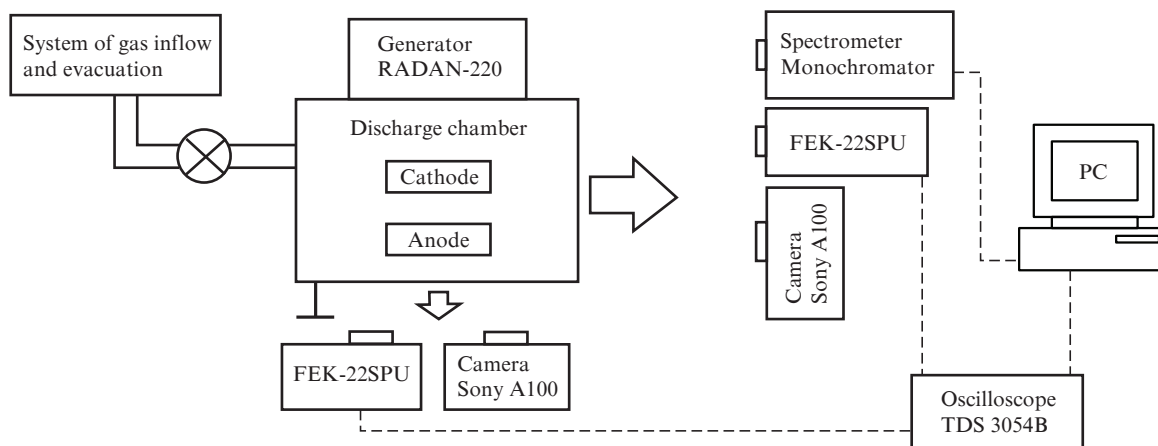 System of gas inflow
and evacuation
Generator
RADAN-220
Discharge chamber
Cathode
Anode
FEK-22SPU
Camera
Sony A100
Spectrometer
Monochromator
FEK-22SPU
Camera
Sony A100
PC
Oscilloscope
TDS 3054B